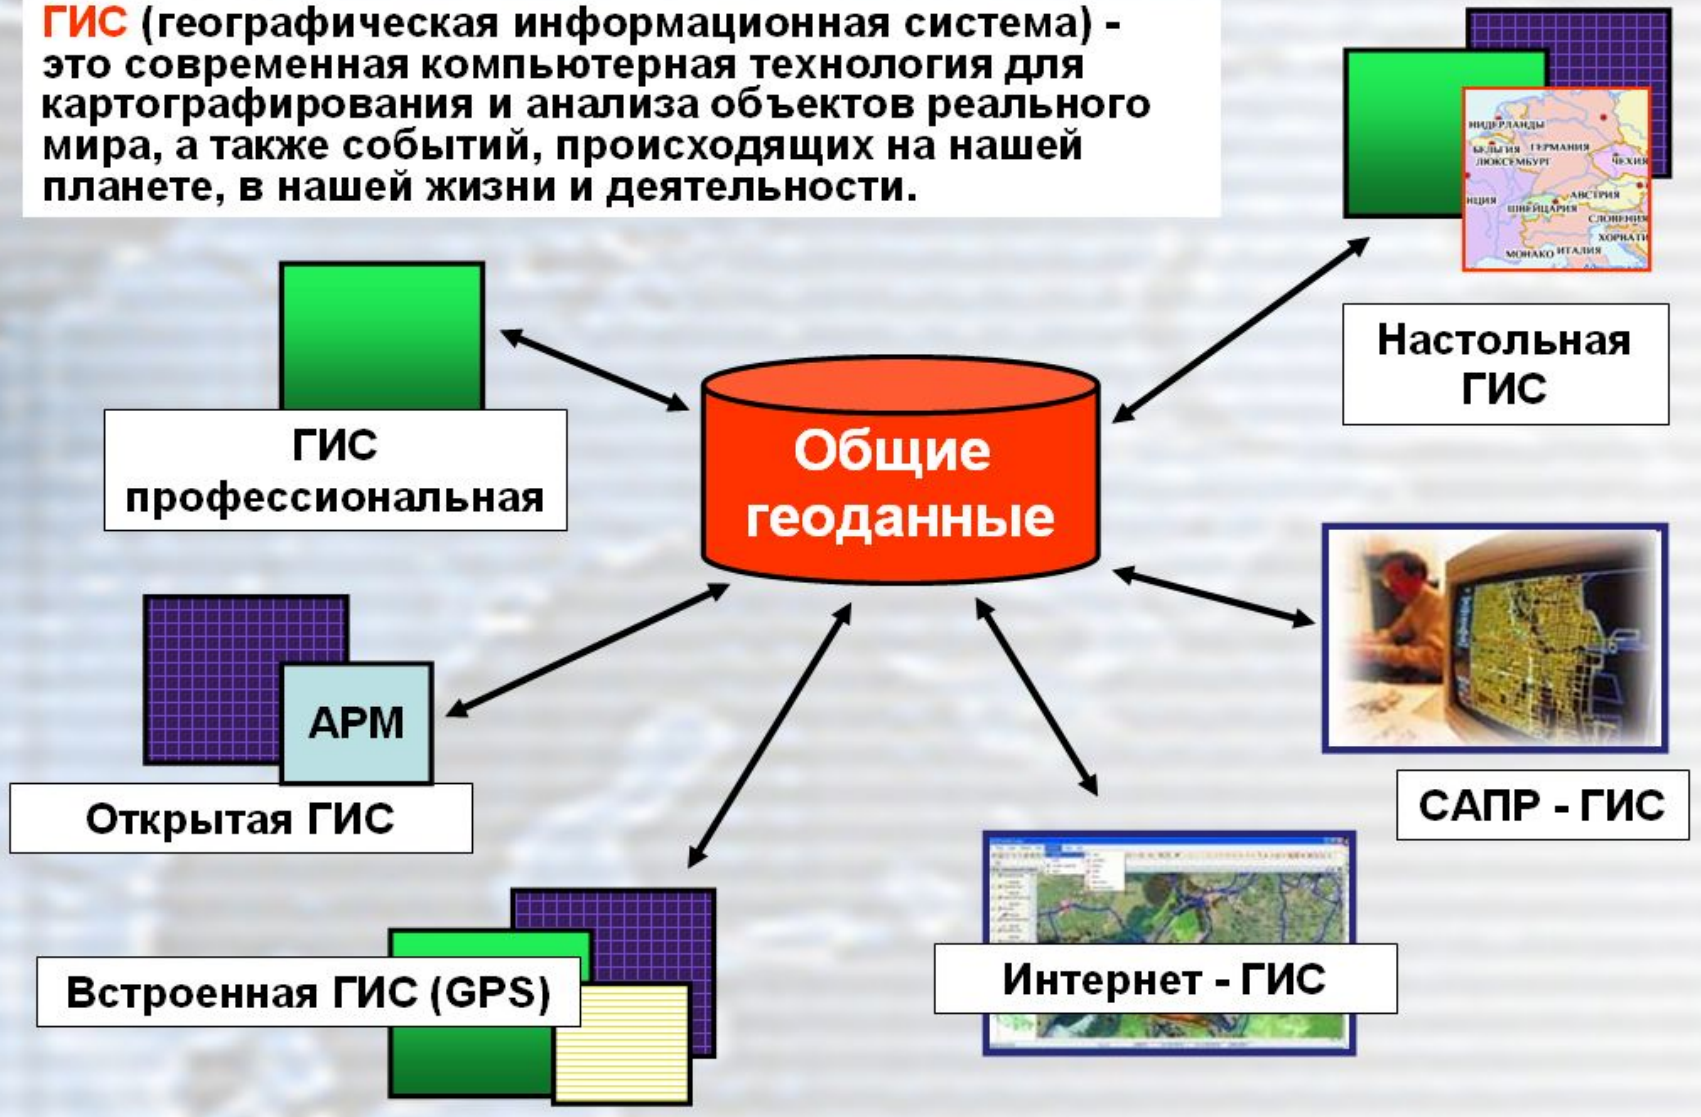 ГИС (географическая информационная система) -
это современная компьютерная технология для
картографирования и анализа объектов реального
мира, а также событий, происходящих на нашей
планете, в нашей жизни и деятельности.
НИДЕРЛАНДЫ
БЕЛЬГИЯ ГЕРМАНИЯ
ЛЮКСЕМБУРГ ЧЕХИЯ
АВСТРИЯ
НЦИЯ ШВЕЙЦАРИЯ
СЛОВЕНИЯ
ХОРВАТИ
МОНАКО ИТАЛИЯ
Настольная
ГИС
ГИС
профессиональная
Общие
геоданные
АРМ
Открытая ГИС
САПР - ГИС
Встроенная ГИС (GPS)
Интернет - ГИС